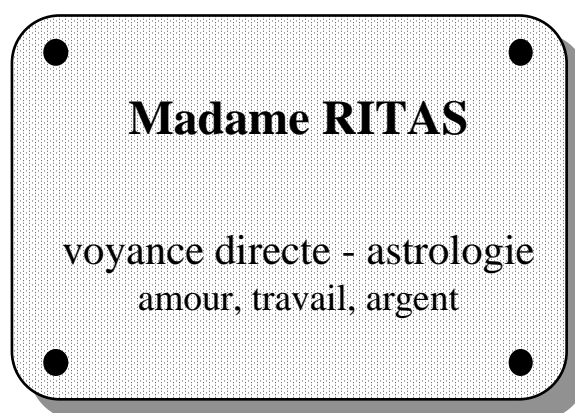 Madame RITAS
voyance directe - astrologie
amour, travail, argent